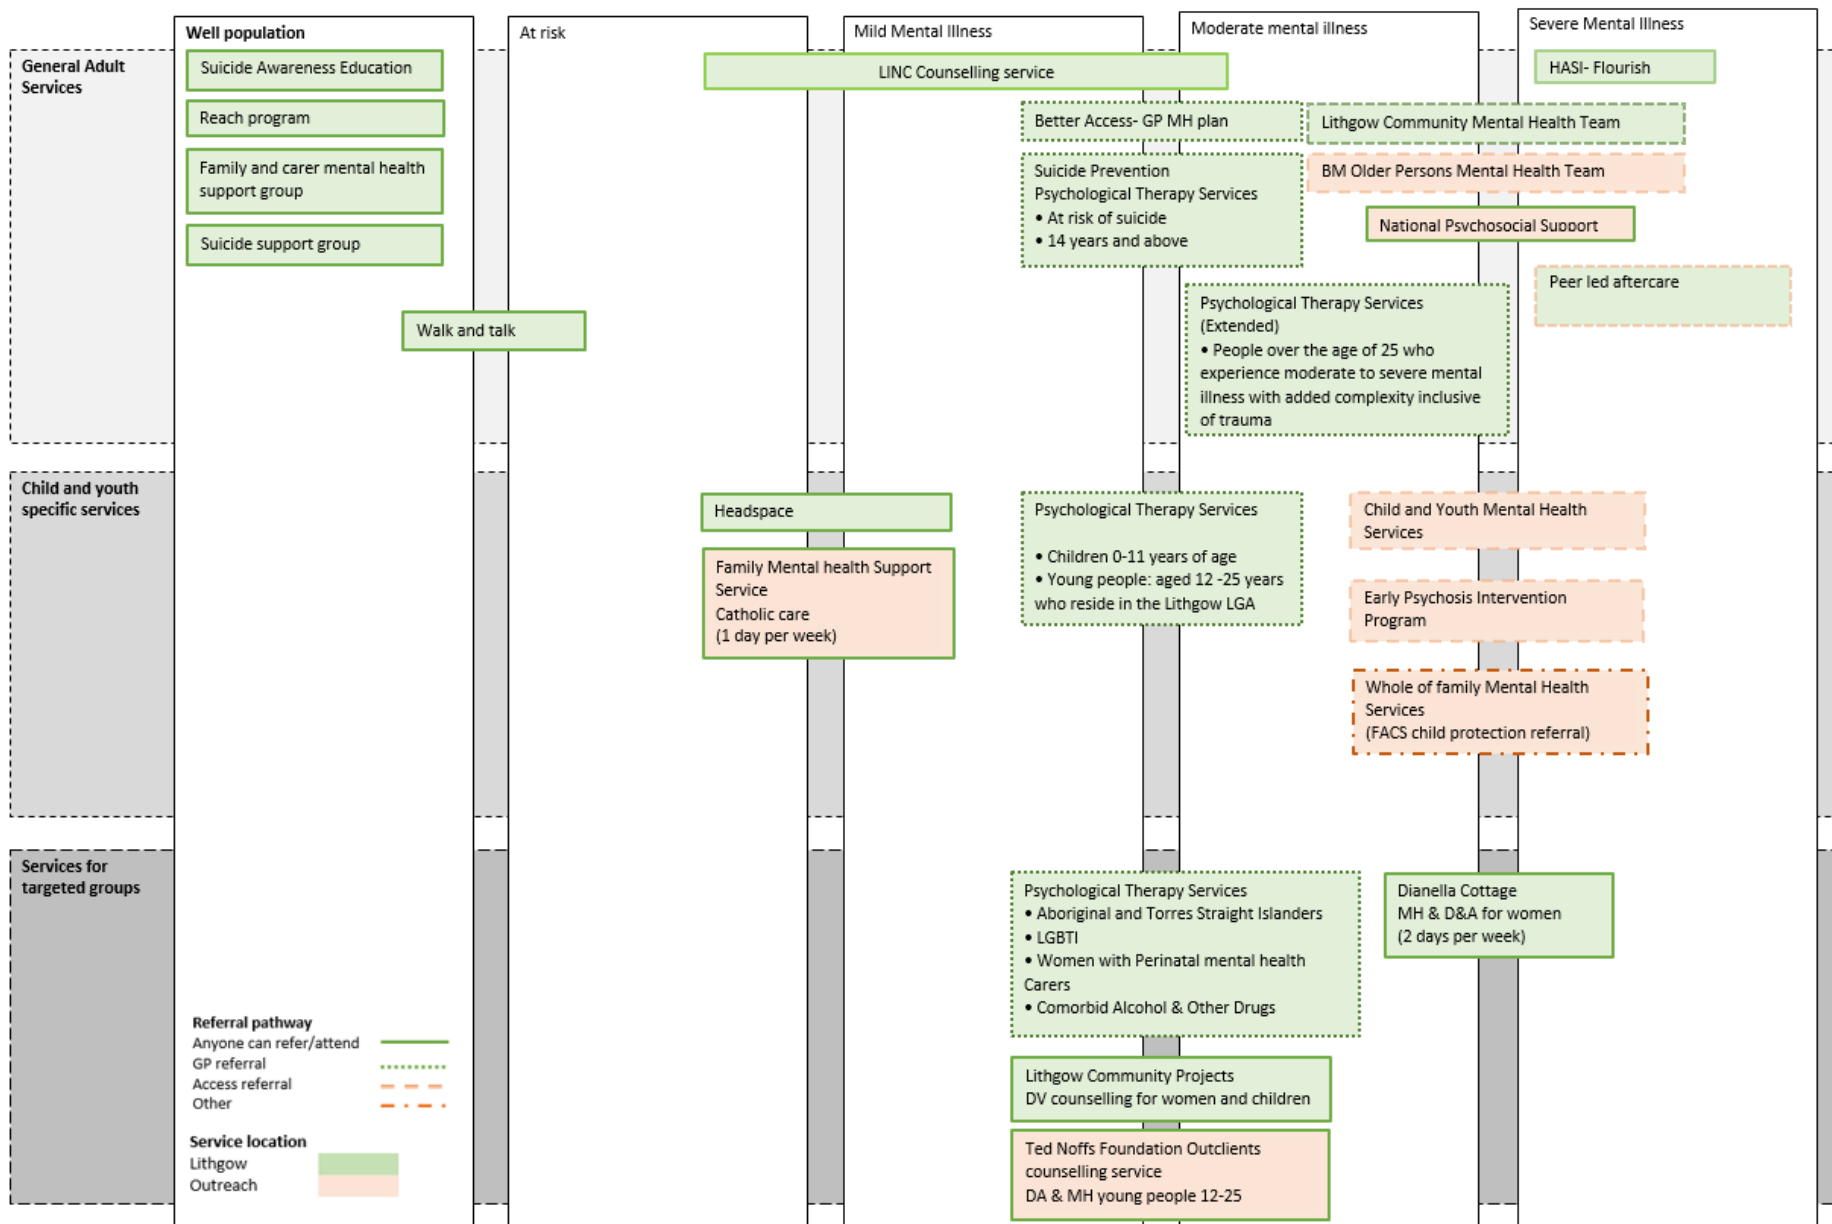 Well population
At risk
Mild Mental Illness
Moderate mental illness
Severe Mental Illness
General Adult
Services
Suicide Awareness Education
Reach program
Family and carer mental health
support group
Suicide support group
Walk and talk
LINC Counselling service
Better Access- GP MH plan
Suicide Prevention
Psychological Therapy Services
• At risk of suicide
• 14 years and above
Psychological Therapy Services
(Extended)
• People over the age of 25 who
experience moderate to severe mental
illness with added complexity inclusive
of trauma
HASI- Flourish
Lithgow Community Mental Health Team
BM Older Persons Mental Health Team
National Psychosocial Support
Peer led aftercare
Child and youth
specific services
Headspace
Family Mental health Support
Service
Catholic care
(1 day per week)
Psychological Therapy Services
• Children 0-11 years of age
• Young people: aged 12 -25 years
who reside in the Lithgow LGA
Child and Youth Mental Health
Services
Early Psychosis Intervention
Program
Whole of family Mental Health
Services
(FACS child protection referral)
Services for
targeted groups
Psychological Therapy Services
• Aboriginal and Torres Straight Islanders
• LGBTI
• Women with Perinatal mental health
Carers
• Comorbid Alcohol & Other Drugs
Dianella Cottage
MH & D&A for women
(2 days per week)
Lithgow Community Projects
DV counselling for women and children
Ted Noffs Foundation Outclients
counselling service
DA & MH young people 12-25
Referral pathway
Anyone can refer/attend
GP referral
Access referral
Other
Service location
Lithgow
Outreach